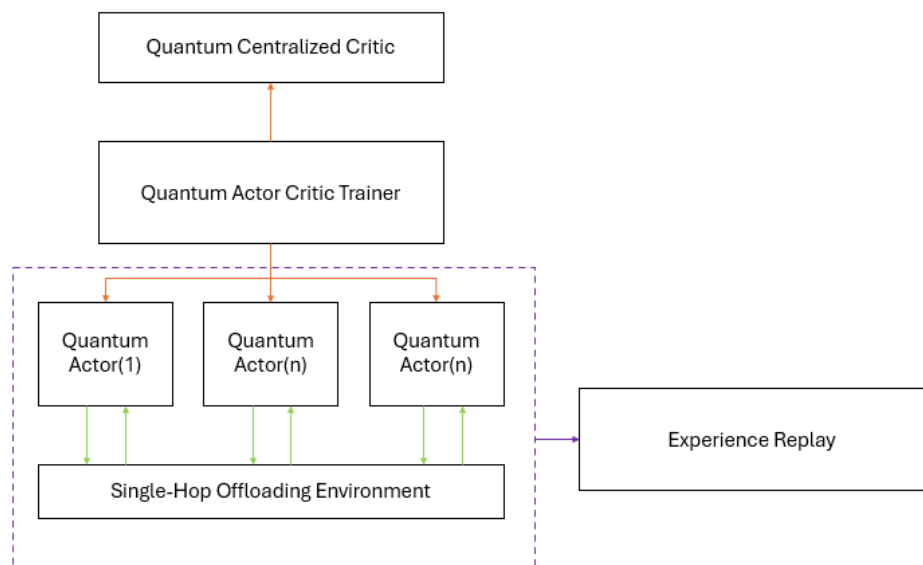 Quantum Centralized Critic
Quantum Actor Critic Trainer
Quantum
Actor(1)
Quantum
Actor(n)
Quantum
Actor(n)
Single-Hop Offloading Environment
Experience Replay